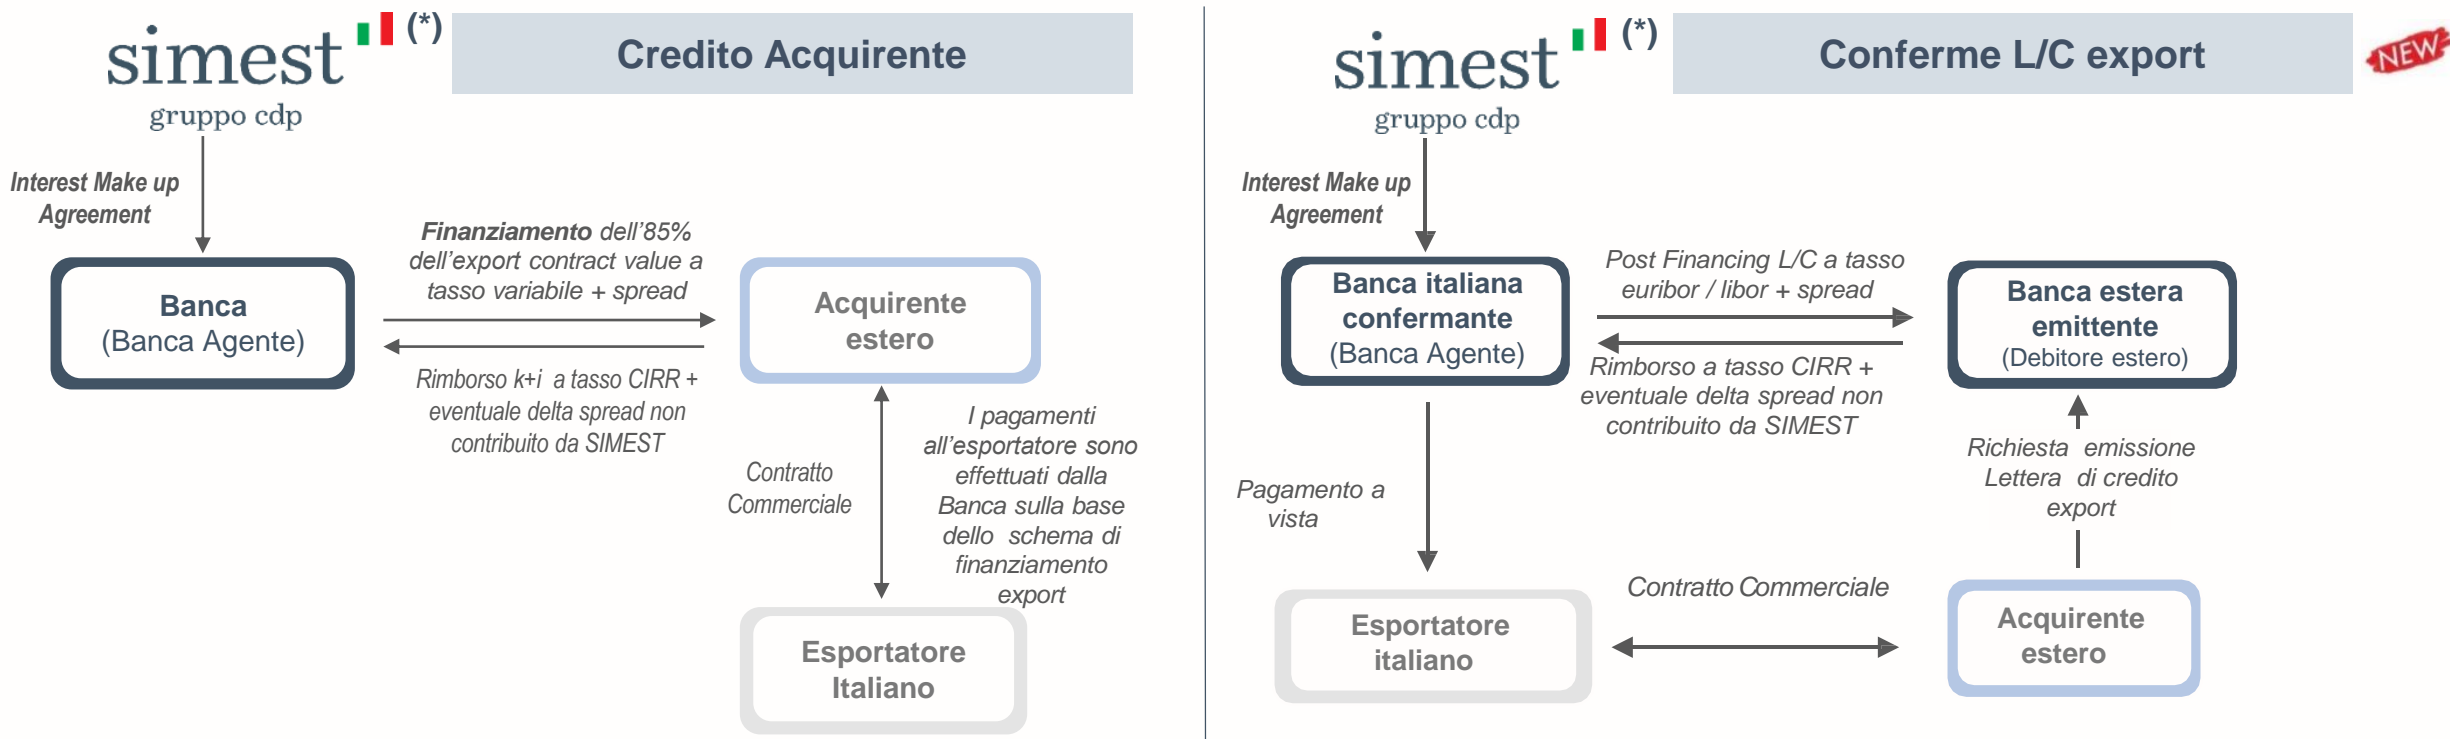 simest (*)
gruppo cdp
Credito Acquirente
Interest Make up
Agreement
Finanziamento dell'85%
dell'export contract value a
tasso variabile + spread
Banca
(Banca Agente)
Acquirente
estero
Rimborso k+i a tasso CIRR +
eventuale delta spread non
contribuito da SIMEST
Contratto
Commerciale
I pagamenti
all'esportatore sono
effettuati dalla
Banca sulla base
dello schema di
finanziamento
export
Esportatore
Italiano
simest (*)
gruppo cdp
Conferme L/C export
NEW
Interest Make up
Agreement
Banca italiana
confermante
(Banca Agente)
Post Financing L/C a tasso
euribor / libor + spread
Banca estera
emittente
(Debitore estero)
Rimborso a tasso CIRR +
eventuale delta spread non
contribuito da SIMEST
Richiesta emissione
Lettera di credito
export
Pagamento a
vista
Contratto Commerciale
Esportatore
italiano
Acquirente
estero